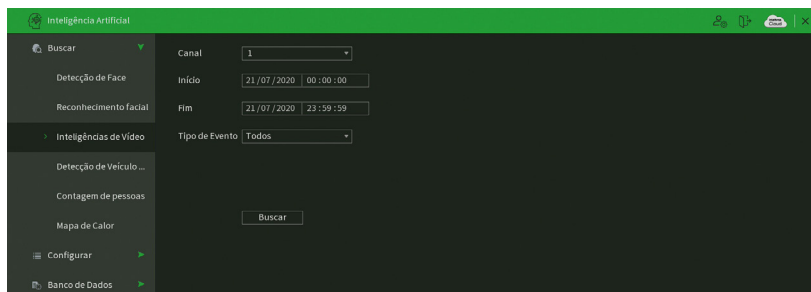 Inteligência Artificial
Cloud
Buscar
Detecção de Face
Reconhecimento facial
Inteligências de Vídeo
Detecção de Veículo ...
Contagem de pessoas
Mapa de Calor
Configurar
Banco de Dados
Canal 1
Início 21/07/2020 00:00:00
Fim 21/07/2020 23:59:59
Tipo de Evento Todos
Buscar